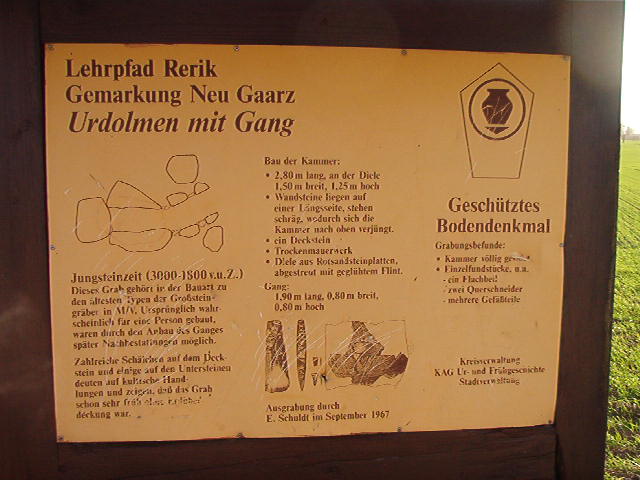 Lehrpfad Rerik
Gemarkung Neu Gaarz
Urdolmen mit Gang
Jungsteinzeit (3000-1800 v.u.Z.)
Dieses Grab gehört in der Bauart zu
den ältesten Typen der Großstein-
gräber in M/V. Ursprünglich wahr-
scheinlich für eine Person gebaut,
waren durch den Anbau des Ganges
später Nachbestattungen möglich.
Zahlreiche Schälchen auf dem Deck-
stein und einige auf den Untersteinen
deuten auf kultische Hand-
lungen und zeigen, daß das Grab
schon sehr früh ohne
deckung war.
Bau der Kammer:
• 2,80 m lang, an der Diele
1,50 m breit, 1,25 m hoch
• Wandsteine liegen auf
einer Längsseite, stehen
schräg, wodurch sich die
Kammer nach oben verjüngt.
• ein Deckstein
• Trockenmauerwerk
• Diele aus Rotsandsteinplatten,
abgestreut mit geglühtem Flint.
Gang:
1,90 m lang, 0,80 m breit,
0,80 m hoch
Ausgrabung durch
E. Schuldt im September 1967
Geschütztes
Bodendenkmal
Grabungsbefunde:
• Kammer völlig
• Einzelfundstücke, u.a.
- ein Flachbeil
- zwei Querschneider
- mehrere Gefäßteile
Kreisverwaltung
KAG Ur- und Frühgeschichte
Stadtverwaltung